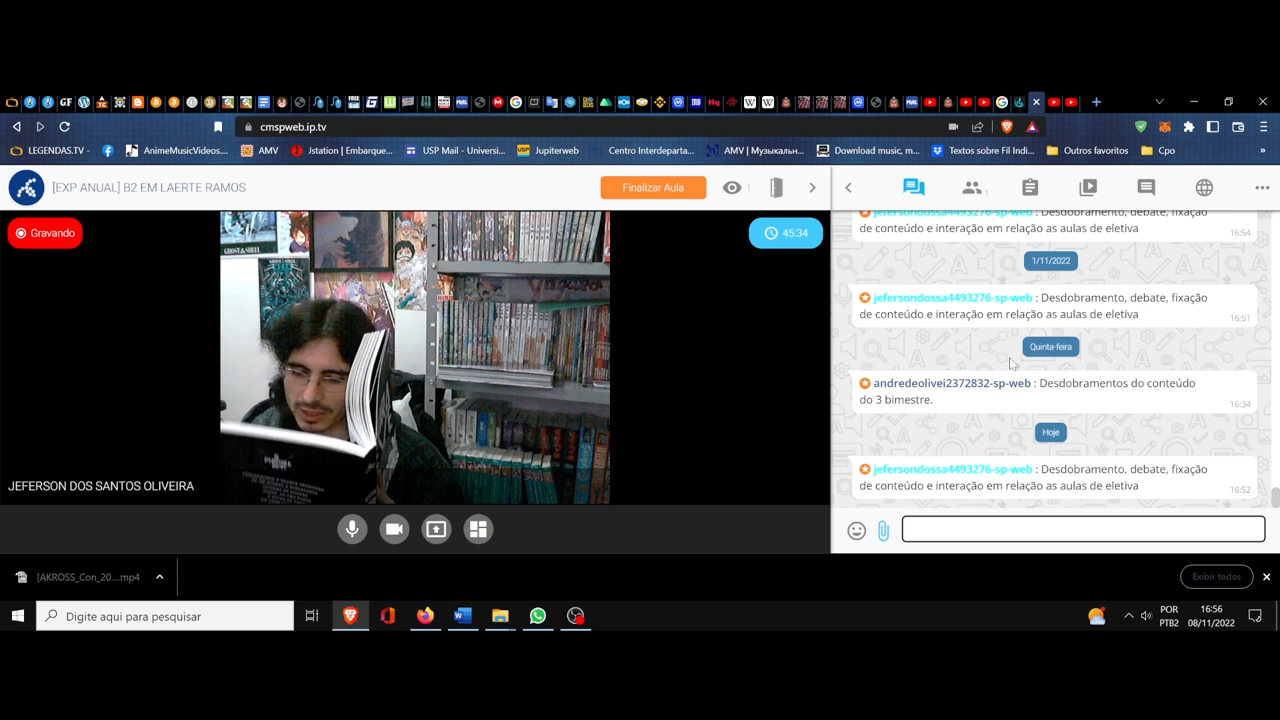 cmspweb.ip.tv
LEGENDAS.TV -
AnimeMusicVideos...
AMV
Jstation | Embarque...
USP Mail - Universi...
Jupiterweb
Centro Interdeparta...
AMV | Музыкальн...
Download music, m...
Textos sobre Fil Indi...
Outros favoritos
Cpo
»
[EXP ANUAL] B2 EM LAERTE RAMOS
Finalizar Aula
1
1
Gravando
45:34
JEFERSON DOS SANTOS OLIVEIRA
jefersondossa4493276-sp-web : Desdobramento, debate, fixação
de conteúdo e interação em relação as aulas de eletiva
16:54
1/11/2022
jefersondossa4493276-sp-web : Desdobramento, debate, fixação
de conteúdo e interação em relação as aulas de eletiva
16:51
Quinta-feira
andredeolivei2372832-sp-web : Desdobramentos do conteúdo
do 3 bimestre.
16:34
Hoje
jefersondossa4493276-sp-web : Desdobramento, debate, fixação
de conteúdo e interação em relação as aulas de eletiva
16:52
[AKROSS_Con_20....mp4
Exibir todos
Digite aqui para pesquisar
POR
PTB2
16:56
08/11/2022